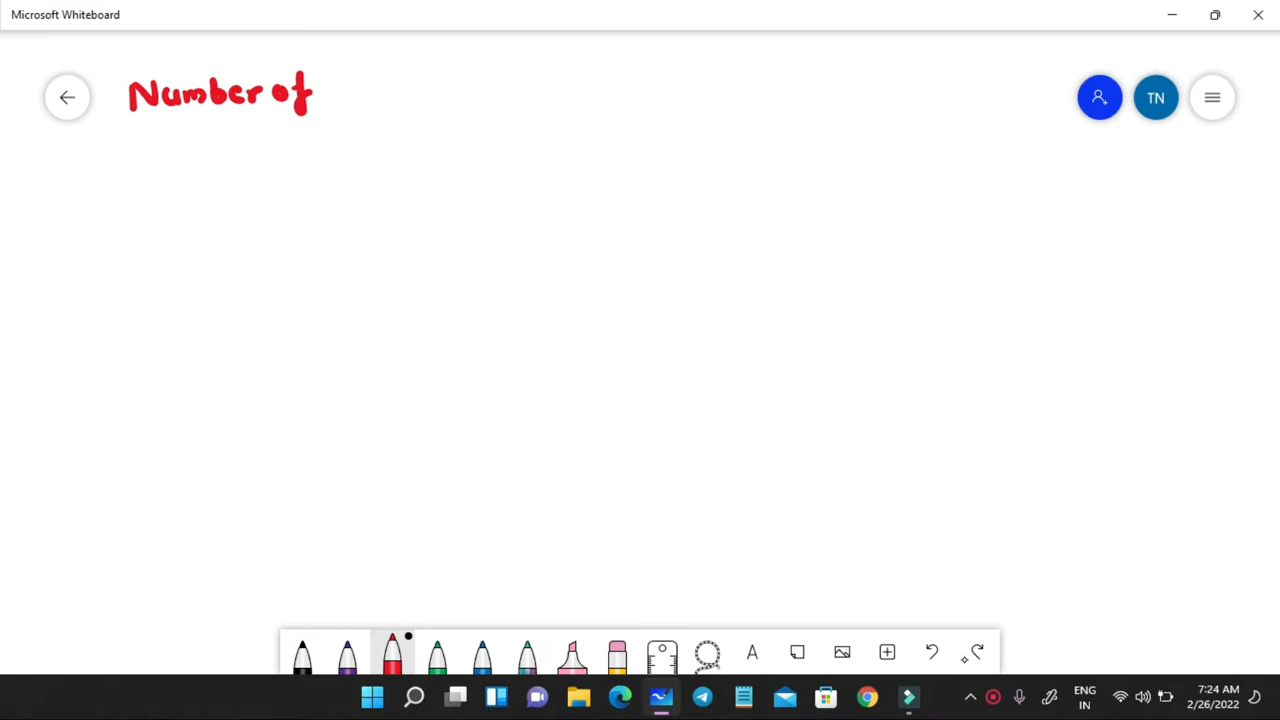 Microsoft Whiteboard
Number of
TN
A
ENG
IN
7:24 AM
2/26/2022